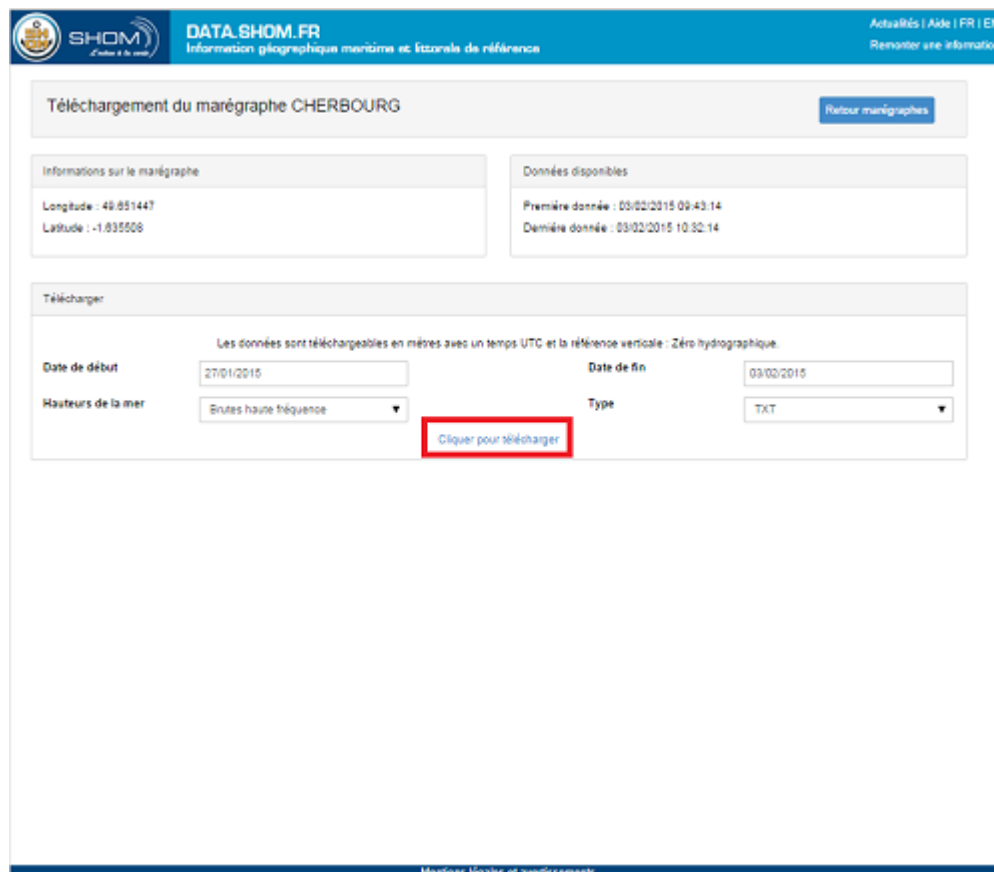 SHOM
L'océan à la carte
DATA.SHOM.FR
Information géographique maritime et littorale de référence
Actualités | Aide | FR | EN
Remonter une informatio
Téléchargement du marégraphe CHERBOURG
Retour marégraphes
Informations sur le marégraphe
Longitude : 49.651447
Latitude : -1.635508
Données disponibles
Première donnée : 03/02/2015 09:43:14
Dernière donnée : 03/02/2015 10:32:14
Télécharger
Les données sont téléchargeables en mètres avec un temps UTC et la référence verticale : Zéro hydrographique.
Date de début
27/01/2015
Date de fin
03/02/2015
Hauteurs de la mer
Brutes haute fréquence
Type
TXT
Cliquer pour télécharger
Mentions légales et avertissements